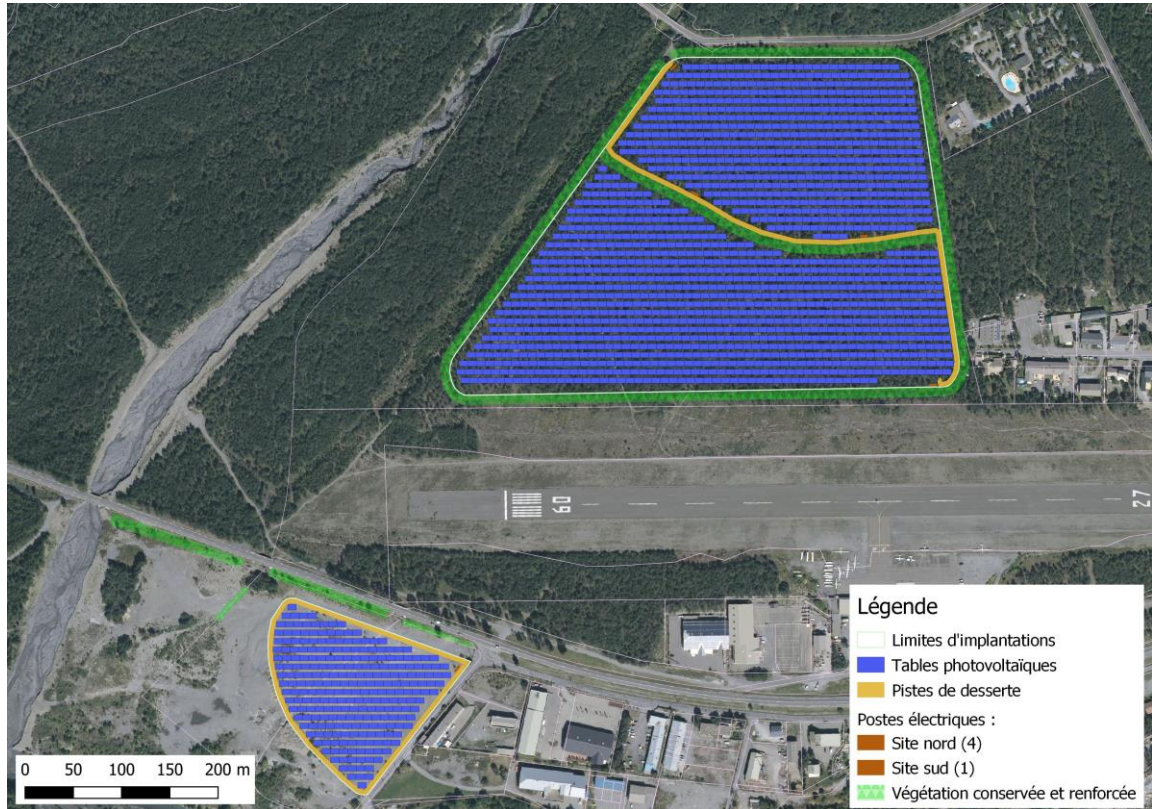 09
27
Légende
Limites d'implantations
Tables photovoltaïques
Pistes de desserte
Postes électriques :
Site nord (4)
Site sud (1)
Végétation conservée et renforcée
0 50 100 150 200 m